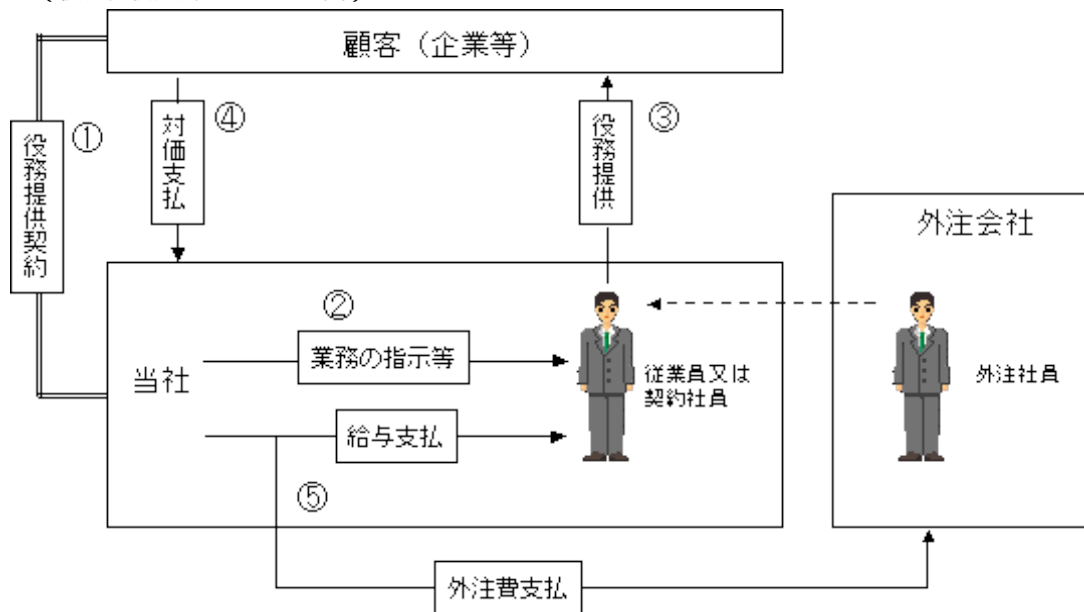 顧客（企業等）
①
役務提供契約
④
対価支払
③
役務提供
外注会社
②
業務の指示等
当社
従業員又は
契約社員
外注社員
給与支払
⑤
外注費支払